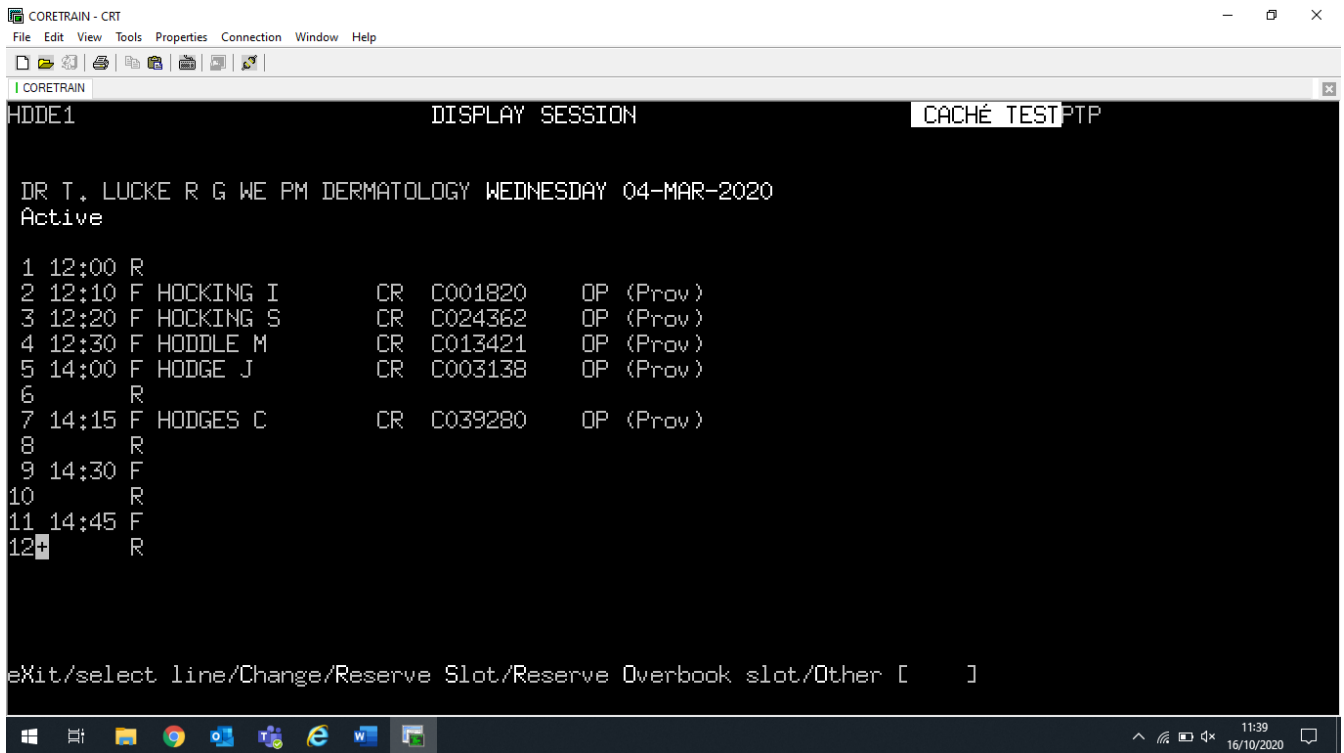 CORETRAIN - CRT
File Edit View Tools Properties Connection Window Help
CORETRAIN
HDDE1 DISPLAY SESSION CACHÉ TESTPTP
DR T. LUCKE R G WE PM DERMATOLOGY WEDNESDAY 04-MAR-2020
Active
1 12:00 R
2 12:10 F HOCKING I CR C001820 OP (Prov)
3 12:20 F HOCKING S CR C024362 OP (Prov)
4 12:30 F HODDLE M CR C013421 OP (Prov)
5 14:00 F HODGE J CR C003138 OP (Prov)
6 R
7 14:15 F HODGES C CR C039280 OP (Prov)
8 R
9 14:30 F
10 R
11 14:45 F
12+ R
eXit/select line/Change/Reserve Slot/Reserve Overbook slot/Other [ ]
11:39
16/10/2020